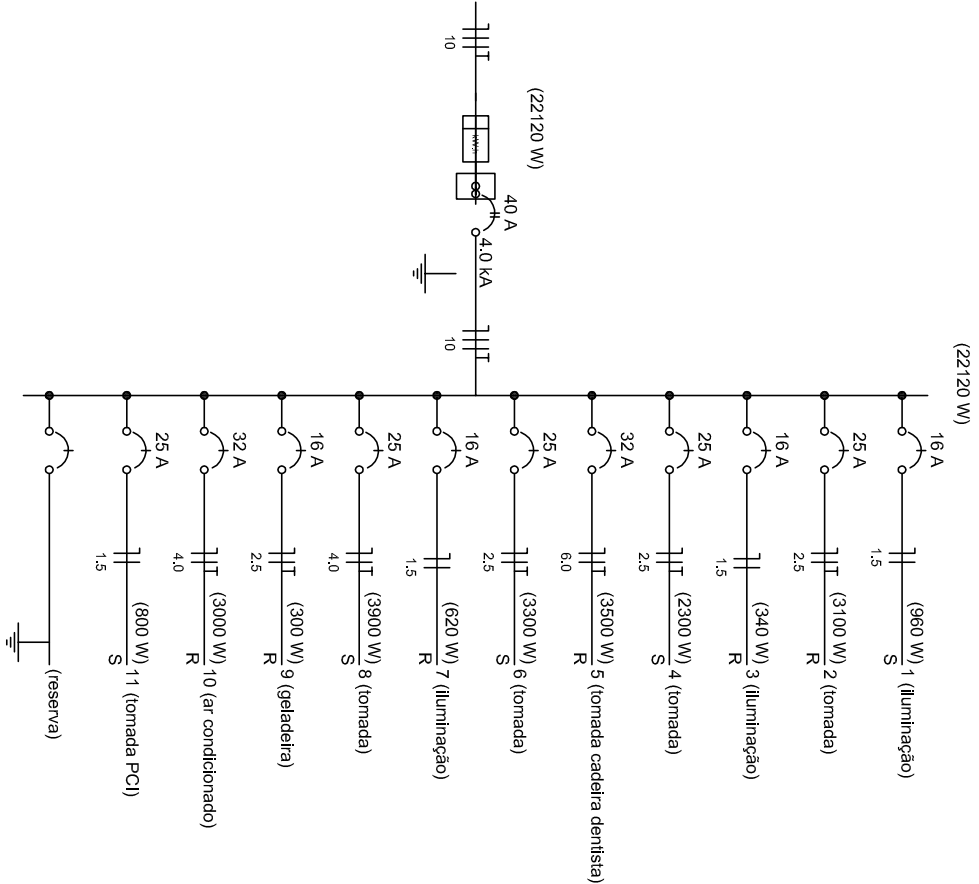 (22120 W)
10
kW.h
40 A
4.0 kA
10
(22120 W)
16 A
1.5
(960 W)
S
1 (iluminação)
25 A
2.5
(3100 W)
R
2 (tomada)
16 A
1.5
(340 W)
R
3 (iluminação)
25 A
2.5
(2300 W)
S
4 (tomada)
32 A
6.0
(3500 W)
R
5 (tomada cadeira dentista)
25 A
2.5
(3300 W)
S
6 (tomada)
16 A
1.5
(620 W)
R
7 (iluminação)
25 A
4.0
(3900 W)
S
8 (tomada)
16 A
2.5
(300 W)
R
9 (geladeira)
32 A
4.0
(3000 W)
R
10 (ar condicionado)
25 A
1.5
(800 W)
S
11 (tomada PCI)
(reserva)